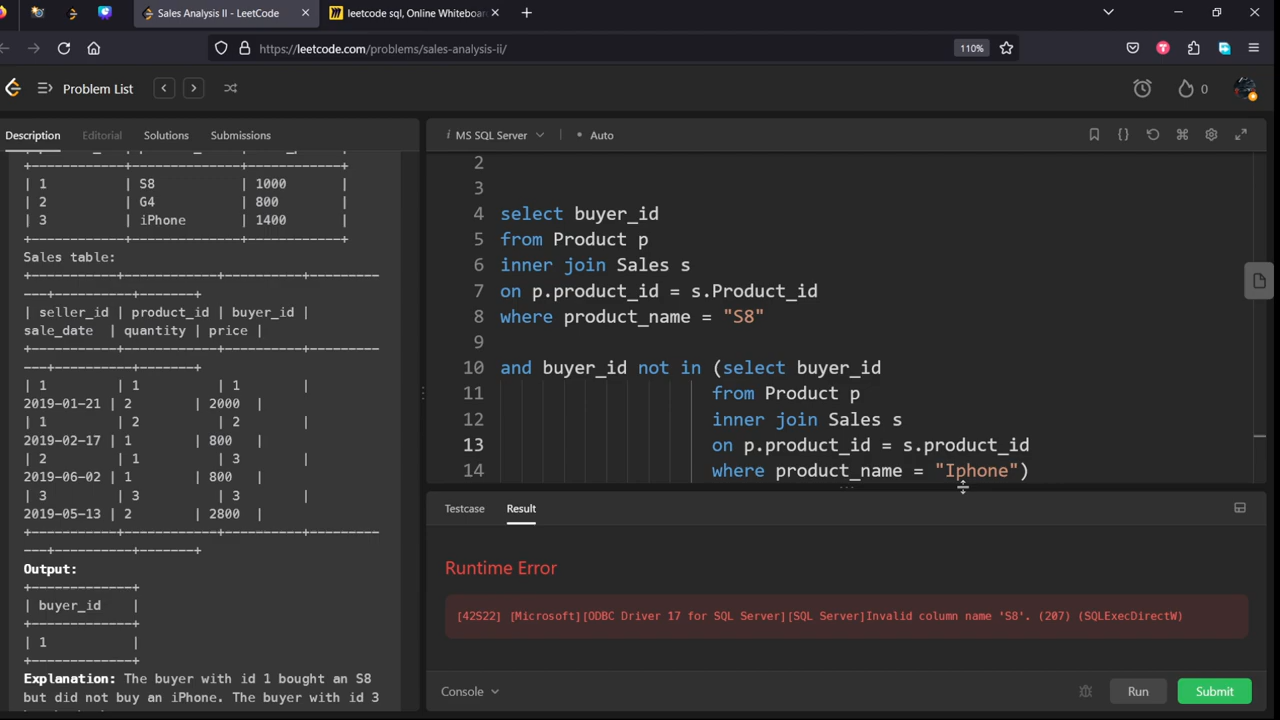 Sales Analysis II - LeetCode
leetcode sql, Online Whiteboard
https://leetcode.com/problems/sales-analysis-ii/
110%
Problem List
0
Description
Editorial
Solutions
Submissions
+-------------+--------------+------------+
| 1 | S8 | 1000 |
| 2 | G4 | 800 |
| 3 | iPhone | 1400 |
+-------------+--------------+------------+
Sales table:
+-----------+------------+----------+---------
---+----------+-------+
| seller_id | product_id | buyer_id |
sale_date | quantity | price |
+-----------+------------+----------+---------
---+----------+-------+
| 1 | 1 | 1 |
2019-01-21 | 2 | 2000 |
| 1 | 2 | 2 |
2019-02-17 | 1 | 800 |
| 2 | 1 | 3 |
2019-06-02 | 1 | 800 |
| 3 | 3 | 3 |
2019-05-13 | 2 | 2800 |
+-----------+------------+----------+---------
---+----------+-------+
Output:
+-------------+
| buyer_id |
+-------------+
| 1 |
+-------------+
Explanation: The buyer with id 1 bought an S8
but did not buy an iPhone. The buyer with id 3
i MS SQL Server
• Auto
2
3
4 select buyer_id
5 from Product p
6 inner join Sales s
7 on p.product_id = s.Product_id
8 where product_name = "S8"
9
10 and buyer_id not in (select buyer_id
11 from Product p
12 inner join Sales s
13 on p.product_id = s.product_id
14 where product_name = "Iphone")
Testcase
Result
Runtime Error
[42S22] [Microsoft][ODBC Driver 17 for SQL Server][SQL Server]Invalid column name 'S8'. (207) (SQLExecDirectW)
Console
Run
Submit